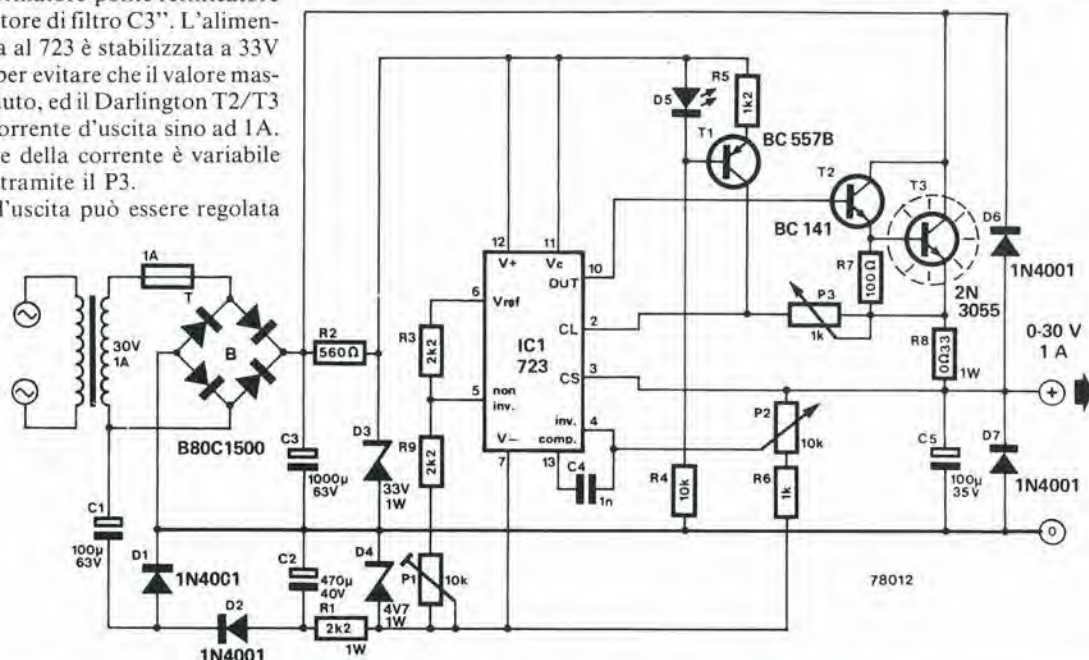 tore di filtro C3”. L'alimen-
a al 723 è stabilizzata a 33V
per evitare che il valore mas-
uto, ed il Darlington T2/T3
orrente d'uscita sino ad 1A.
e della corrente è variabile
tramite il P3.
l'uscita può essere regolata
1A
T
30V
1A
B
B80C1500
R2
560Ω
C3
1000µ
63V
D3
33V
1W
C1
100µ
63V
D1
1N4001
D2
1N4001
C2
470µ
40V
R1
2k2
1W
D4
4V7
1W
P1
10k
R3
2k2
R9
2k2
12
V+
11
Vc
10
OUT
6
Vref
2
CL
IC1
723
3
CS
5
non
inv.
inv.
4
comp.
V−
7
13
C4
1n
D5
R5
1k2
T1
BC 557B
T2
BC 141
T3
2N
3055
R7
100Ω
P3
1k
R8
0Ω33
1W
D6
1N4001
0-30 V
1 A
+
P2
10k
R4
10k
R6
1k
C5
100µ
35V
D7
1N4001
0
78012